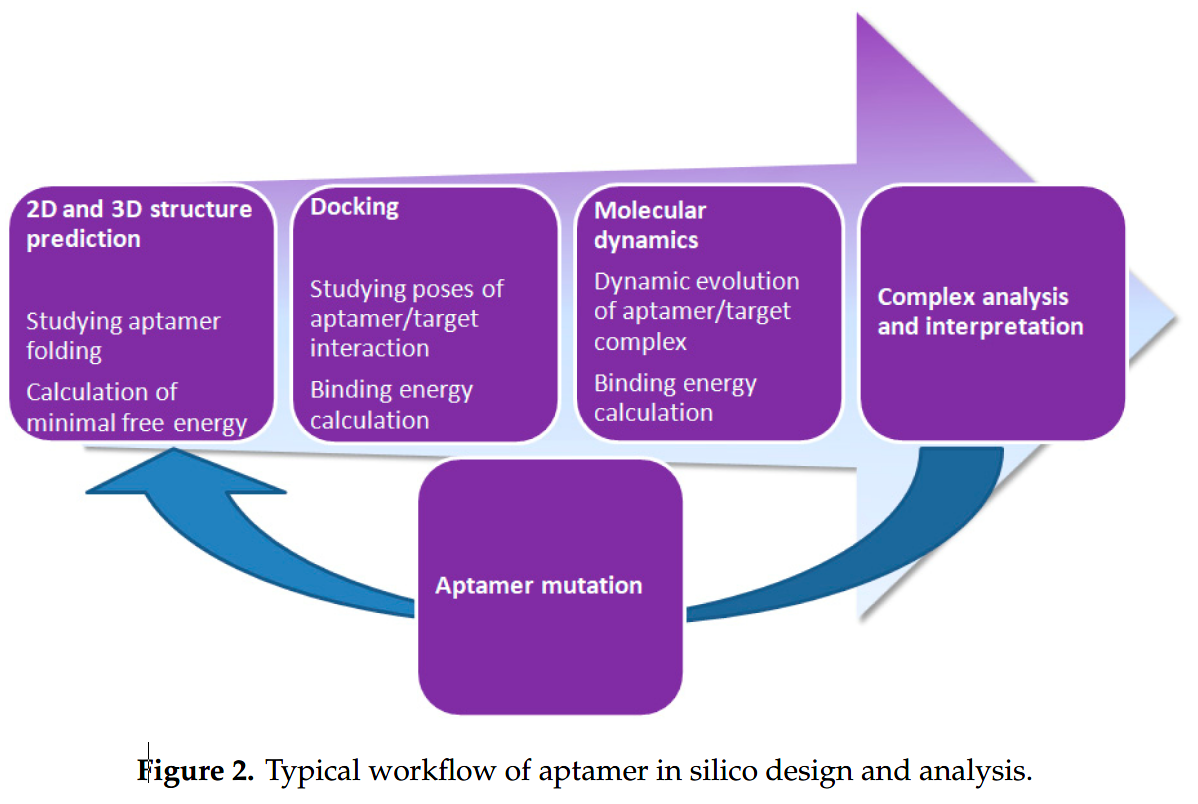 2D and 3D structure
prediction
Studying aptamer
folding
Calculation of
minimal free energy
Docking
Studying poses of
aptamer/target
interaction
Binding energy
calculation
Molecular
dynamics
Dynamic evolution
of aptamer/target
complex
Binding energy
calculation
Complex analysis
and interpretation
Aptamer mutation
Figure 2. Typical workflow of aptamer in silico design and analysis.